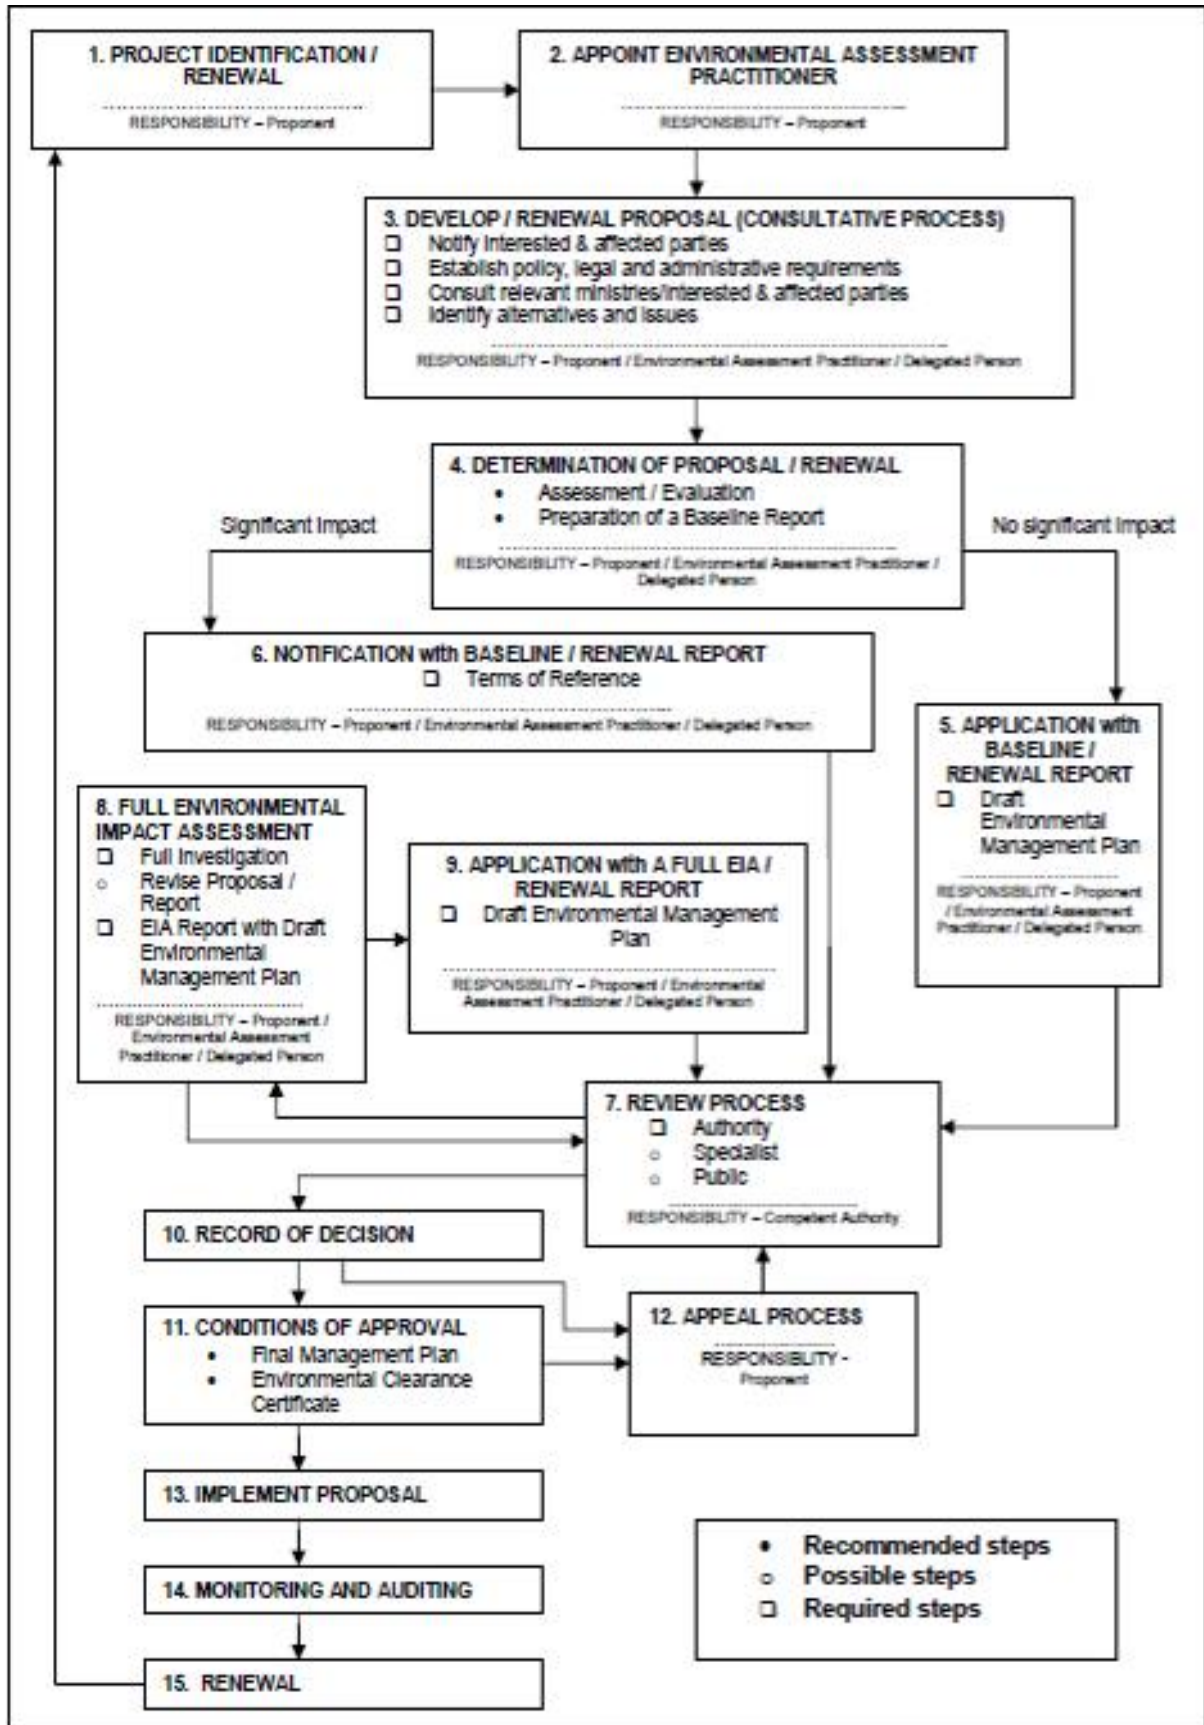 1. PROJECT IDENTIFICATION /
RENEWAL
RESPONSIBILITY – Proponent
2. APPOINT ENVIRONMENTAL ASSESSMENT
PRACTITIONER
RESPONSIBILITY – Proponent
3. DEVELOP / RENEWAL PROPOSAL (CONSULTATIVE PROCESS)
❑ Notify interested & affected parties
❑ Establish policy, legal and administrative requirements
❑ Consult relevant ministries/interested & affected parties
❑ Identify alternatives and issues
RESPONSIBILITY – Proponent / Environmental Assessment Practitioner / Delegated Person
4. DETERMINATION OF PROPOSAL / RENEWAL
• Assessment / Evaluation
• Preparation of a Baseline Report
RESPONSIBILITY – Proponent / Environmental Assessment Practitioner /
Delegated Person
Significant Impact
No significant Impact
6. NOTIFICATION with BASELINE / RENEWAL REPORT
❑ Terms of Reference
RESPONSIBILITY – Proponent / Environmental Assessment Practitioner / Delegated Person
5. APPLICATION with
BASELINE /
RENEWAL REPORT
❑ Draft
Environmental
Management Plan
RESPONSIBILITY – Proponent
/ Environmental Assessment
Practitioner / Delegated Person
8. FULL ENVIRONMENTAL
IMPACT ASSESSMENT
❑ Full Investigation
○ Revise Proposal /
Report
❑ EIA Report with Draft
Environmental
Management Plan
RESPONSIBILITY – Proponent /
Environmental Assessment
Practitioner / Delegated Person
9. APPLICATION with A FULL EIA /
RENEWAL REPORT
❑ Draft Environmental Management
Plan
RESPONSIBILITY – Proponent / Environmental
Assessment Practitioner / Delegated Person
7. REVIEW PROCESS
❑ Authority
○ Specialist
○ Public
RESPONSIBILITY – Competent Authority
10. RECORD OF DECISION
11. CONDITIONS OF APPROVAL
• Final Management Plan
• Environmental Clearance
Certificate
12. APPEAL PROCESS
RESPONSIBLITY -
Proponent
13. IMPLEMENT PROPOSAL
14. MONITORING AND AUDITING
15. RENEWAL
• Recommended steps
○ Possible steps
❑ Required steps